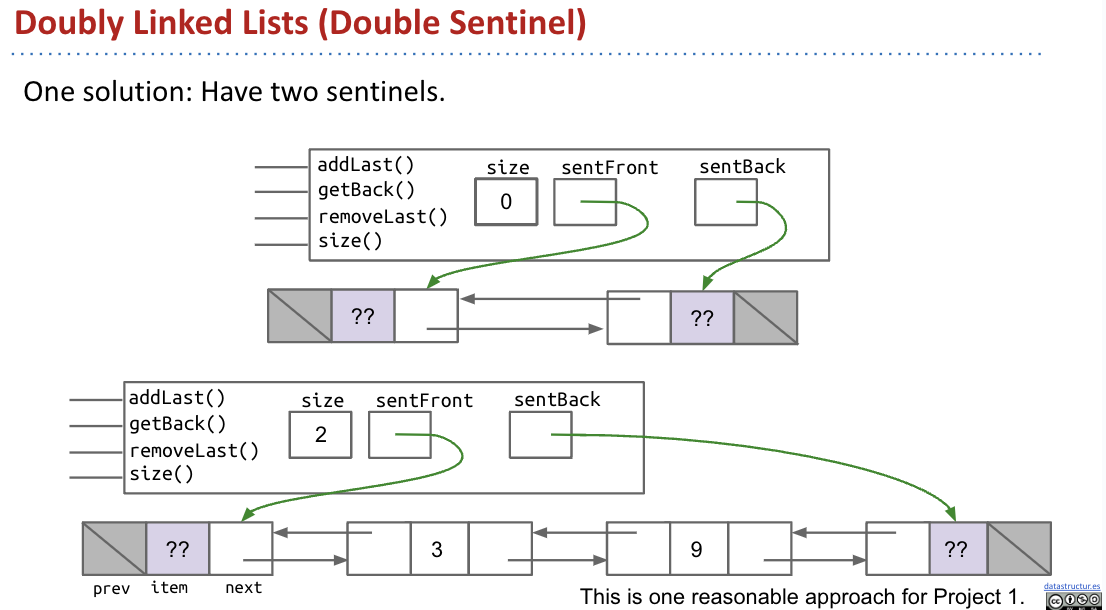 Doubly Linked Lists (Double Sentinel)
One solution: Have two sentinels.
addLast()
getBack()
removeLast()
size()
size
sentFront
sentBack
0
??
??
addLast()
getBack()
removeLast()
size()
size
sentFront
sentBack
2
??
3
9
??
prev
item
next
This is one reasonable approach for Project 1.
datastructur.es